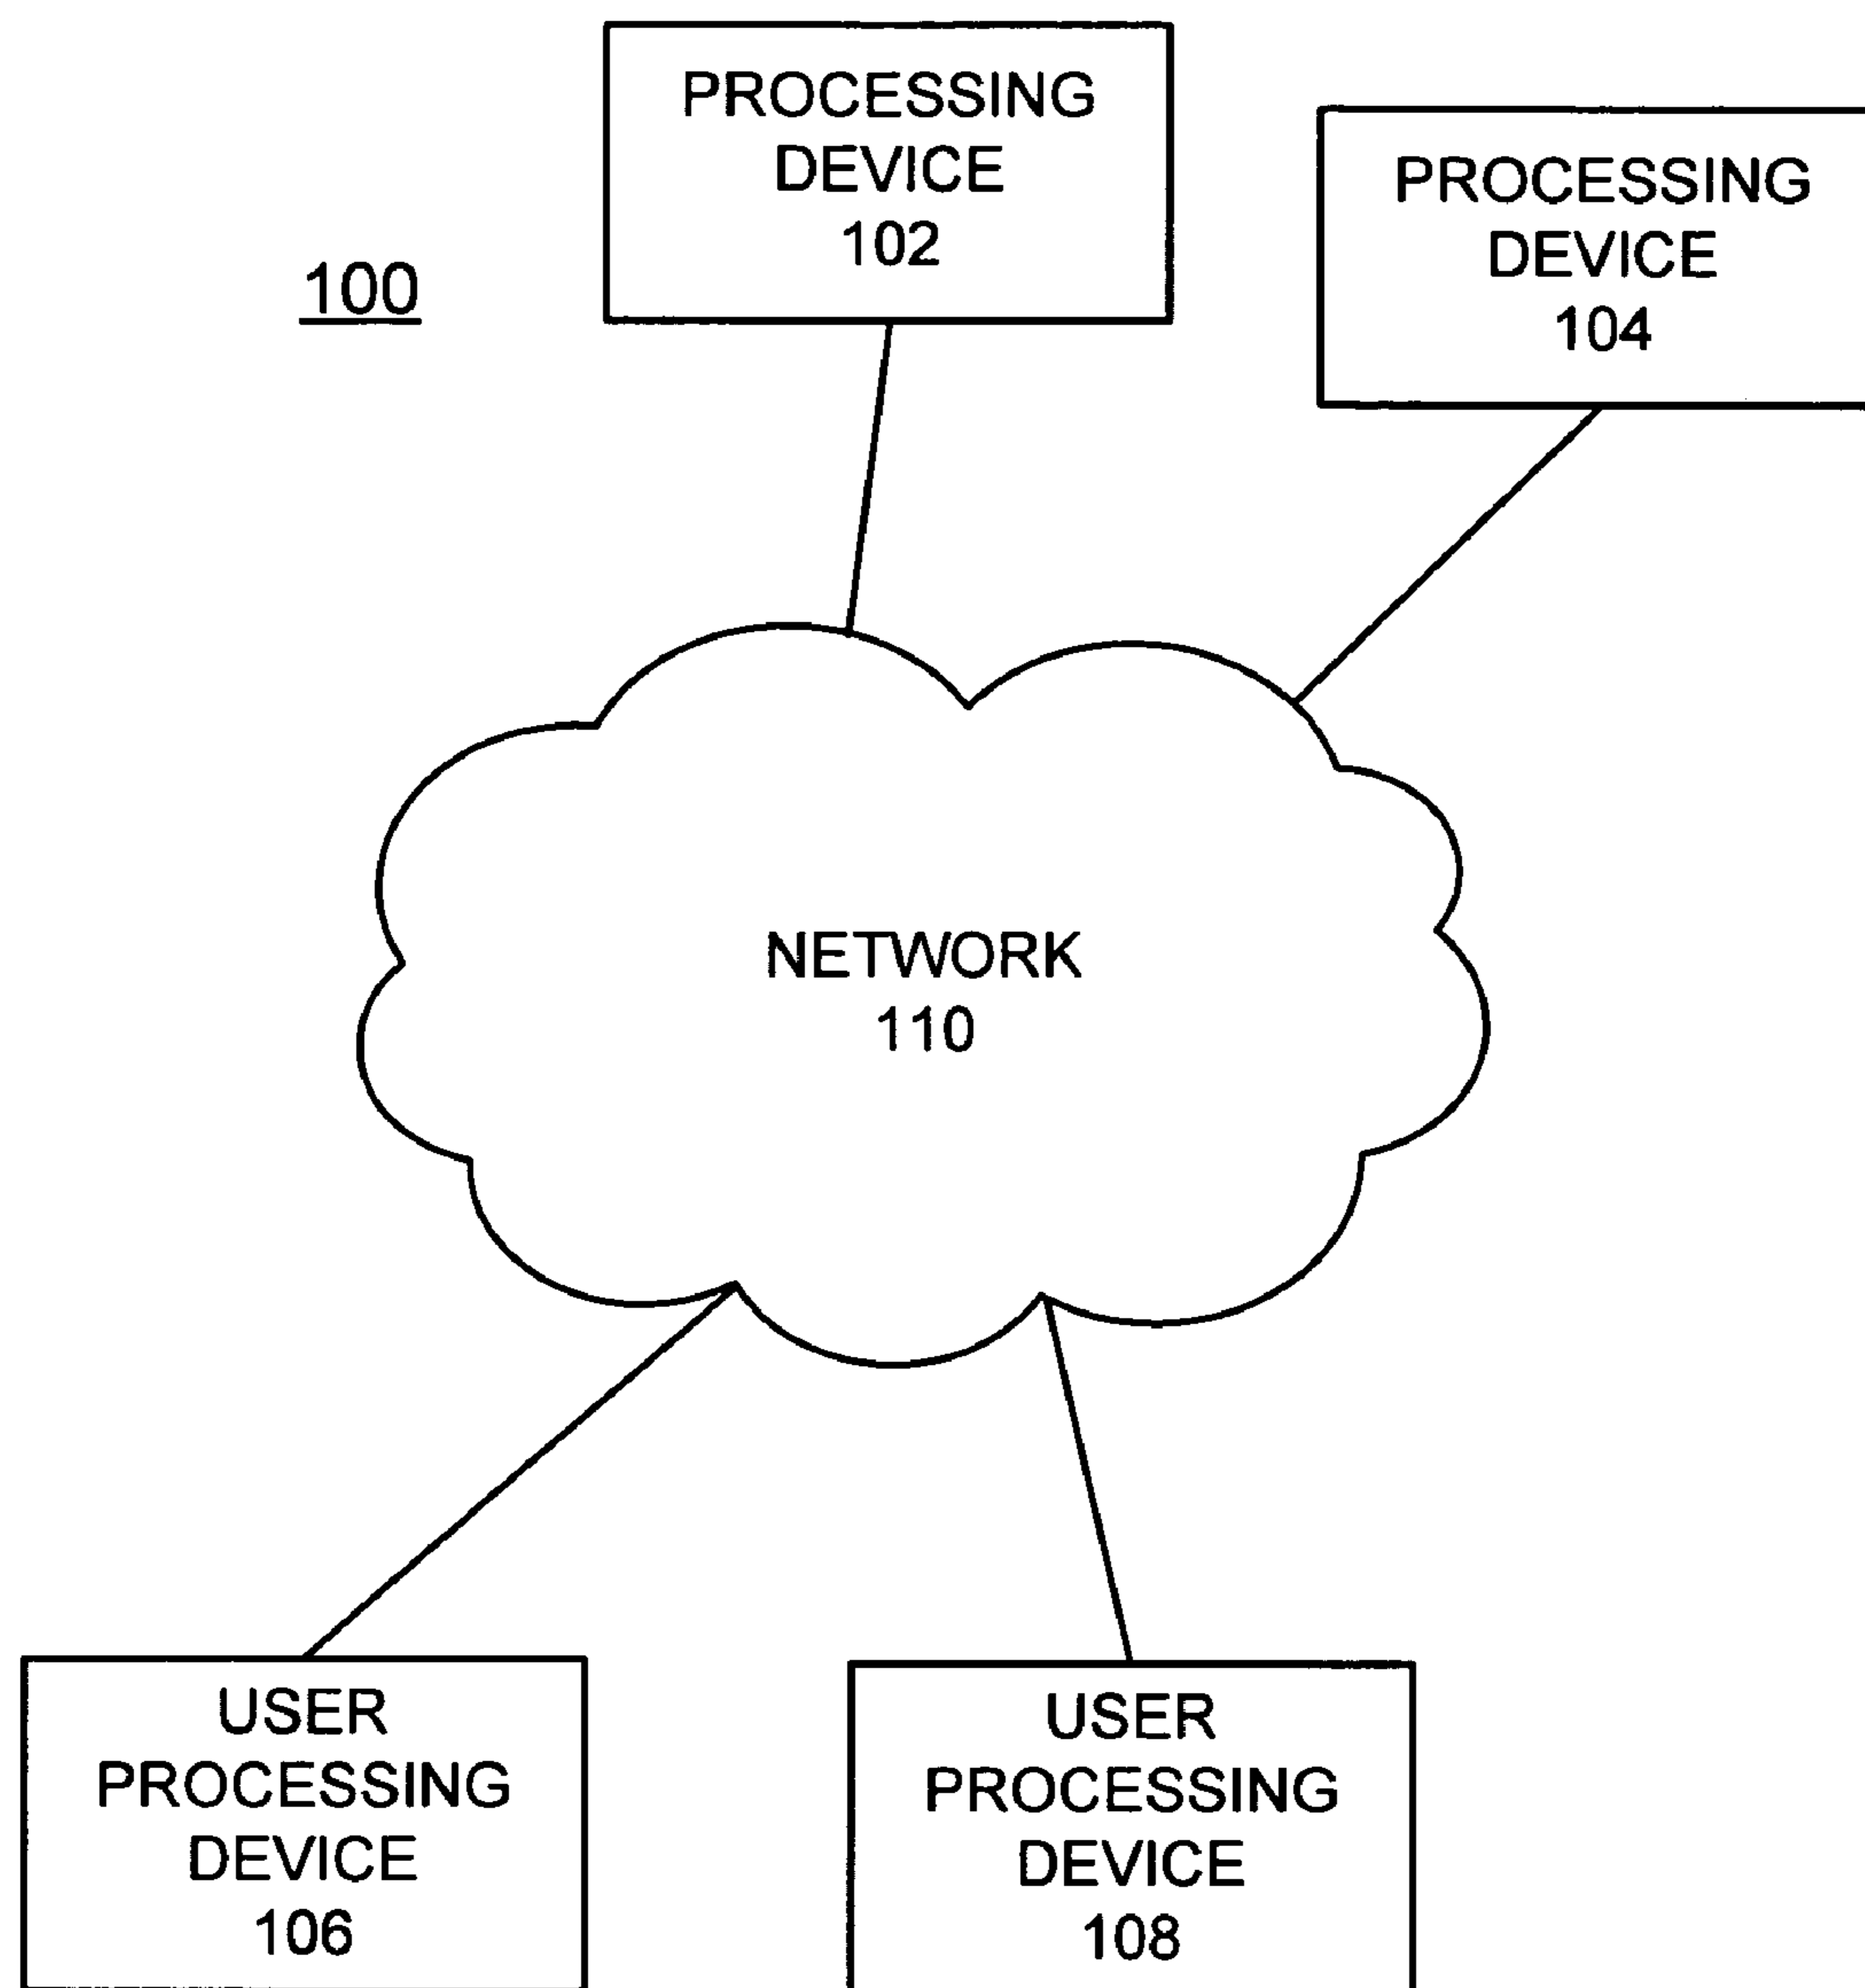 PROCESSING
DEVICE
102
PROCESSING
DEVICE
104
100
NETWORK
110
USER
PROCESSING
DEVICE
106
USER
PROCESSING
DEVICE
108